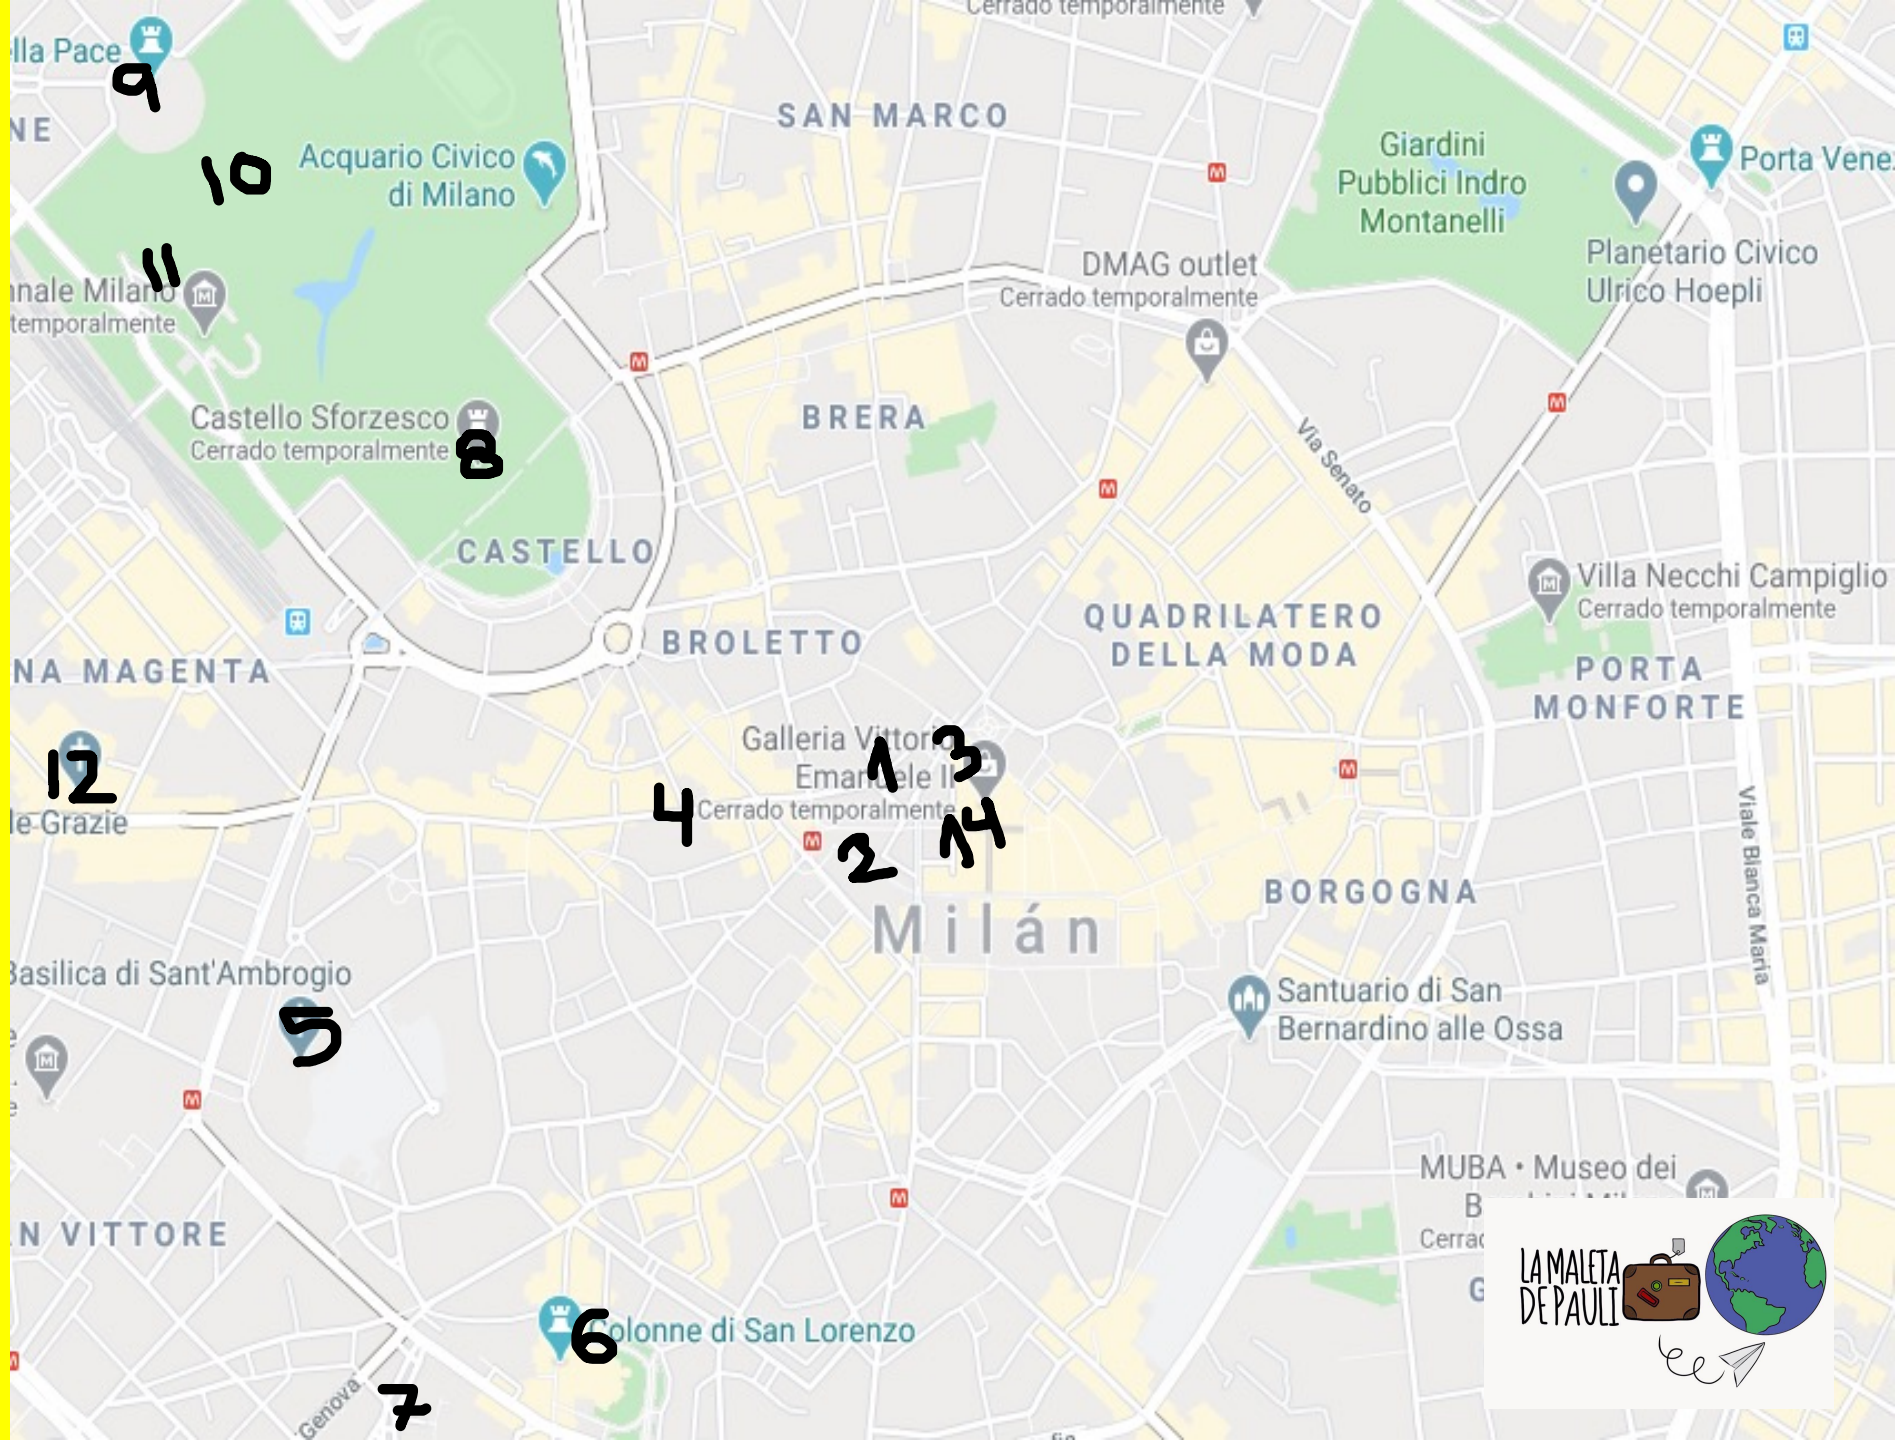 Cerrado temporalmente
ella Pace
9
NE
SAN MARCO
10
Acquario Civico
di Milano
Giardini
Pubblici Indro
Montanelli
Porta Vene
Planetario Civico
Ulrico Hoepli
11
nnale Milano
temporalmente
DMAG outlet
Cerrado temporalmente
Castello Sforzesco
Cerrado temporalmente
8
BRERA
Via Senato
CASTELLO
Villa Necchi Campiglio
Cerrado temporalmente
QUADRILATERO
DELLA MODA
BROLETTO
NA MAGENTA
PORTA
MONFORTE
12
le Grazie
Galleria Vittorio
Emanuele II
Cerrado temporalmente
1
3
4
2
14
Viale Bianca Maria
BORGOGNA
Milán
Basilica di Sant'Ambrogio
5
Santuario di San
Bernardino alle Ossa
MUBA • Museo dei
B
Cerrad
N VITTORE
G
LA MALETA
DE PAULI
6
Colonne di San Lorenzo
7
Genova